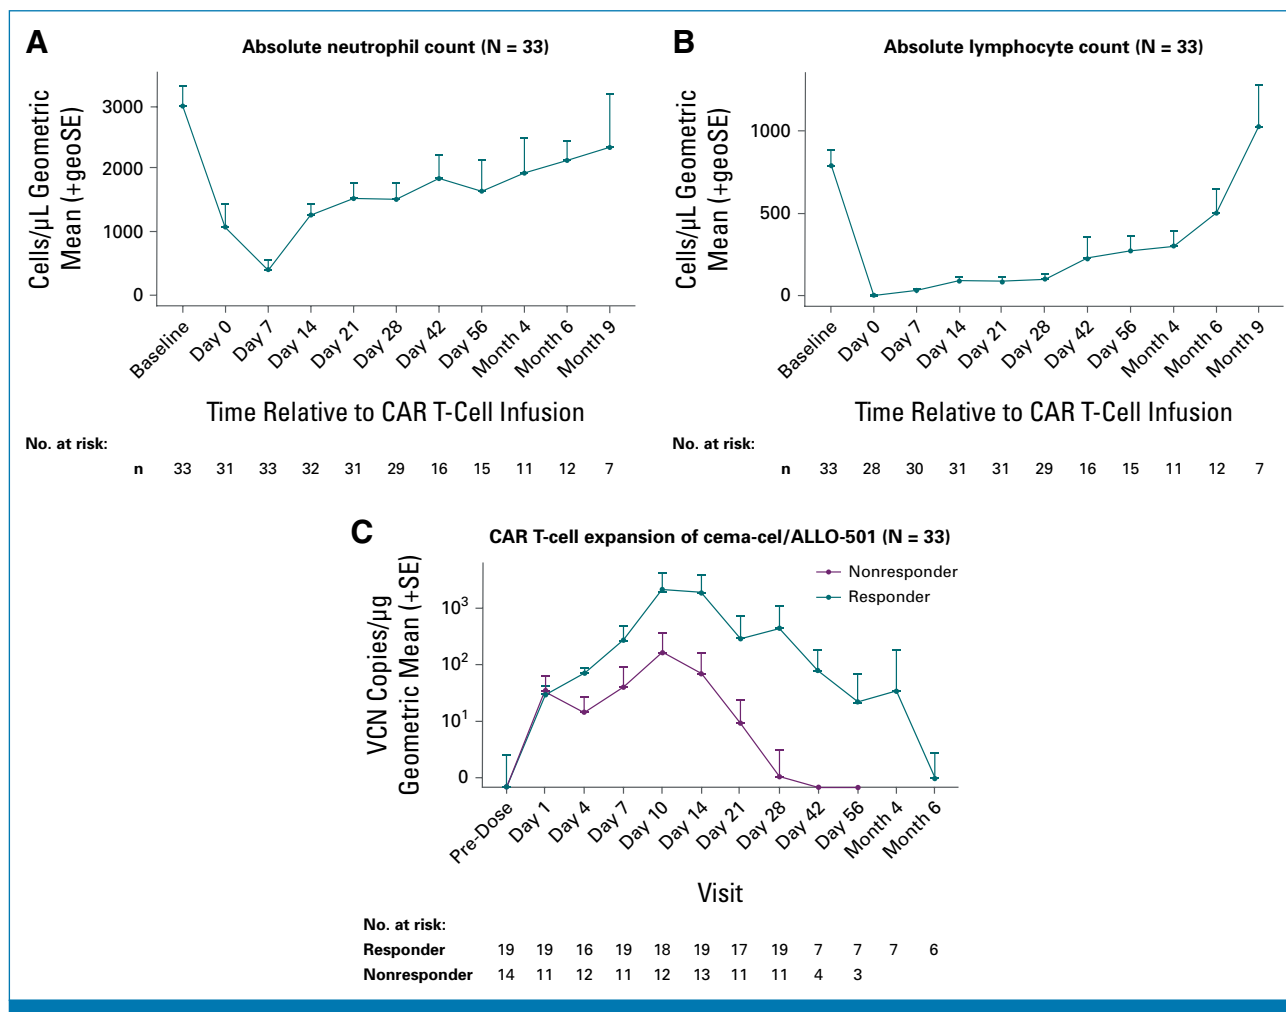 A
Absolute neutrophil count (N = 33)
Cells/µL Geometric
Mean (+geoSE)
3000
2000
1000
0
Baseline
Day 0
Day 7
Day 14
Day 21
Day 28
Day 42
Day 56
Month 4
Month 6
Month 9
Time Relative to CAR T-Cell Infusion
No. at risk:
n 33 31 33 32 31 29 16 15 11 12 7
B
Absolute lymphocyte count (N = 33)
Cells/µL Geometric
Mean (+geoSE)
1000
500
0
Baseline
Day 0
Day 7
Day 14
Day 21
Day 28
Day 42
Day 56
Month 4
Month 6
Month 9
Time Relative to CAR T-Cell Infusion
No. at risk:
n 33 28 30 31 31 29 16 15 11 12 7
C
CAR T-cell expansion of cema-cel/ALLO-501 (N = 33)
VCN Copies/µg
Geometric Mean (+SE)
10³
10²
10¹
0
Nonresponder
Responder
Pre-Dose
Day 1
Day 4
Day 7
Day 10
Day 14
Day 21
Day 28
Day 42
Day 56
Month 4
Month 6
Visit
No. at risk:
Responder 19 19 16 19 18 19 17 19 7 7 7 6
Nonresponder 14 11 12 11 12 13 11 11 4 3